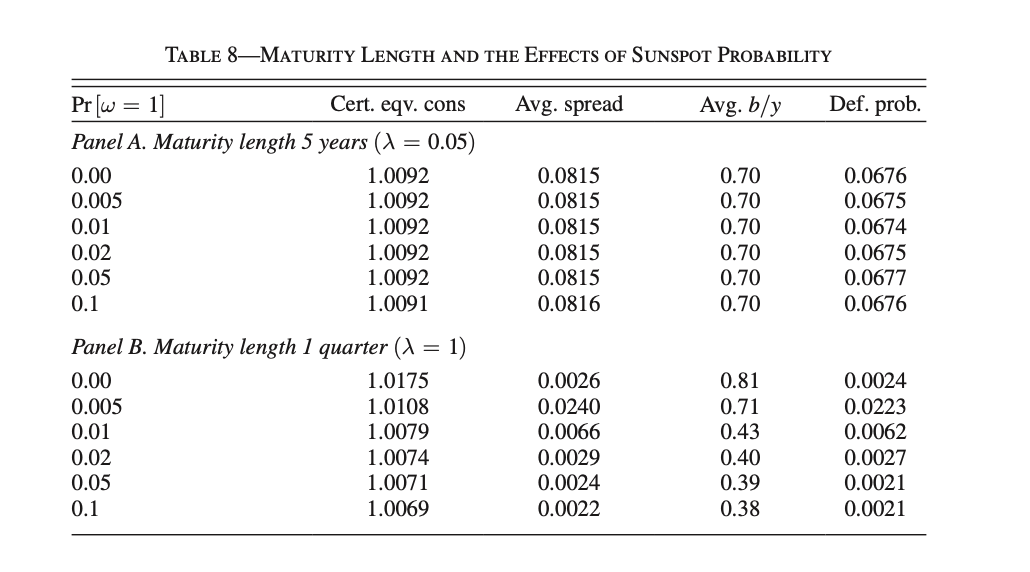 TABLE 8—MATURITY LENGTH AND THE EFFECTS OF SUNSPOT PROBABILITY
Pr[ω = 1] Cert. eqv. cons Avg. spread Avg. b/y Def. prob.
Panel A. Maturity length 5 years (λ = 0.05)
0.00 1.0092 0.0815 0.70 0.0676
0.005 1.0092 0.0815 0.70 0.0675
0.01 1.0092 0.0815 0.70 0.0674
0.02 1.0092 0.0815 0.70 0.0675
0.05 1.0092 0.0815 0.70 0.0677
0.1 1.0091 0.0816 0.70 0.0676
Panel B. Maturity length 1 quarter (λ = 1)
0.00 1.0175 0.0026 0.81 0.0024
0.005 1.0108 0.0240 0.71 0.0223
0.01 1.0079 0.0066 0.43 0.0062
0.02 1.0074 0.0029 0.40 0.0027
0.05 1.0071 0.0024 0.39 0.0021
0.1 1.0069 0.0022 0.38 0.0021